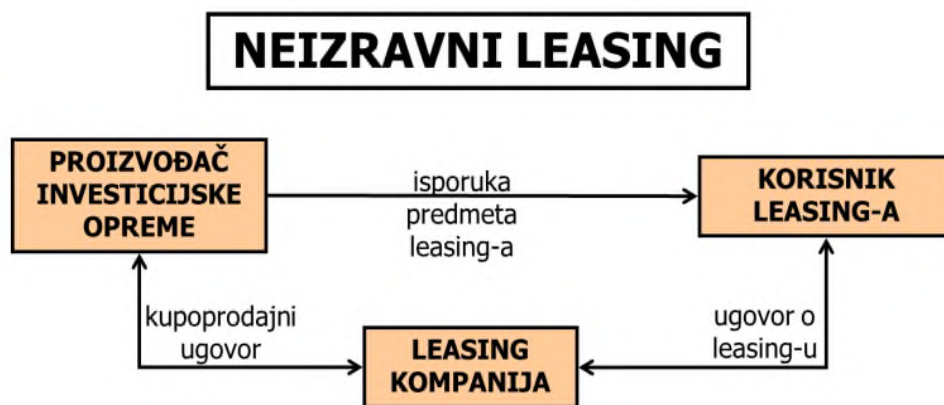 NEIZRAVNI LEASING
PROIZVOĐAČ
INVESTICIJSKE
OPREME
isporuka
predmeta
leasing-a
KORISNIK
LEASING-A
kupoprodajni
ugovor
LEASING
KOMPANIJA
ugovor o
leasing-u